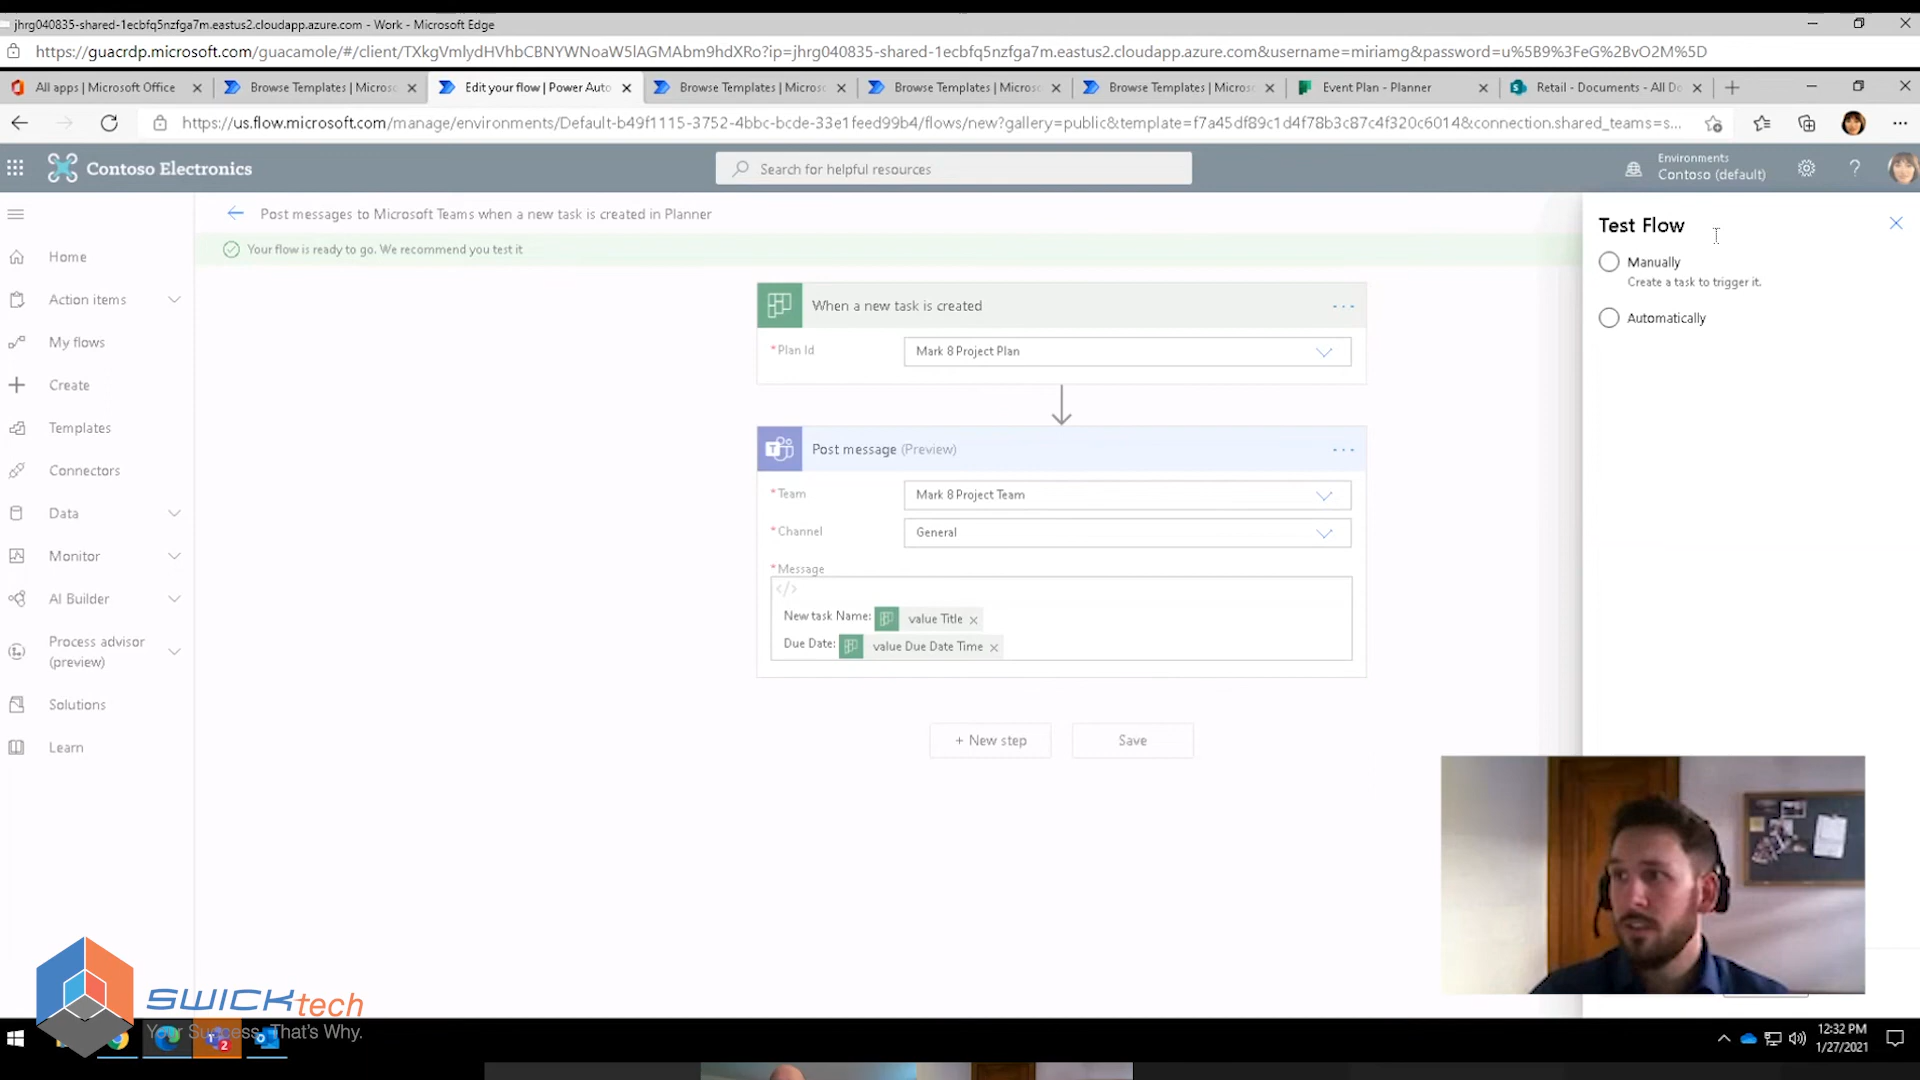 jhrg040835-shared-1ecbfq5nzfga7m.eastus2.cloudapp.azure.com - Work - Microsoft Edge
https://guacrdp.microsoft.com/guacamole/#/client/TXkgVmlydHVhbCBNYWNoaW5lAGMAbm9hdXRo?ip=jhrg040835-shared-1ecbfq5nzfga7m.eastus2.cloudapp.azure.com&username=miriamg&password=u%5B9%3FeG%2BvO2M%5D
All apps | Microsoft Office
Browse Templates | Microsc
Edit your flow | Power Auto
Browse Templates | Microsc
Browse Templates | Microsc
Browse Templates | Microsc
Event Plan - Planner
Retail - Documents - All Do
https://us.flow.microsoft.com/manage/environments/Default-b49f1115-3752-4bbc-bcde-33e1feed99b4/flows/new?gallery=public&template=f7a45df89c1d4f78b3c87c4f320c6014&connection.shared_teams=s...
Contoso Electronics
Search for helpful resources
Environments
Contoso (default)
Home
Action items
My flows
Create
Templates
Connectors
Data
Monitor
AI Builder
Process advisor
(preview)
Solutions
Learn
Post messages to Microsoft Teams when a new task is created in Planner
Your flow is ready to go. We recommend you test it
When a new task is created
*Plan Id
Mark 8 Project Plan
Post message (Preview)
*Team
Mark 8 Project Team
*Channel
General
*Message
</>
New task Name: value Title
Due Date: value Due Date Time
+ New step
Save
Test Flow
Manually
Create a task to trigger it.
Automatically
SWICKtech
Your Success. That's Why.
2
12:32 PM
1/27/2021